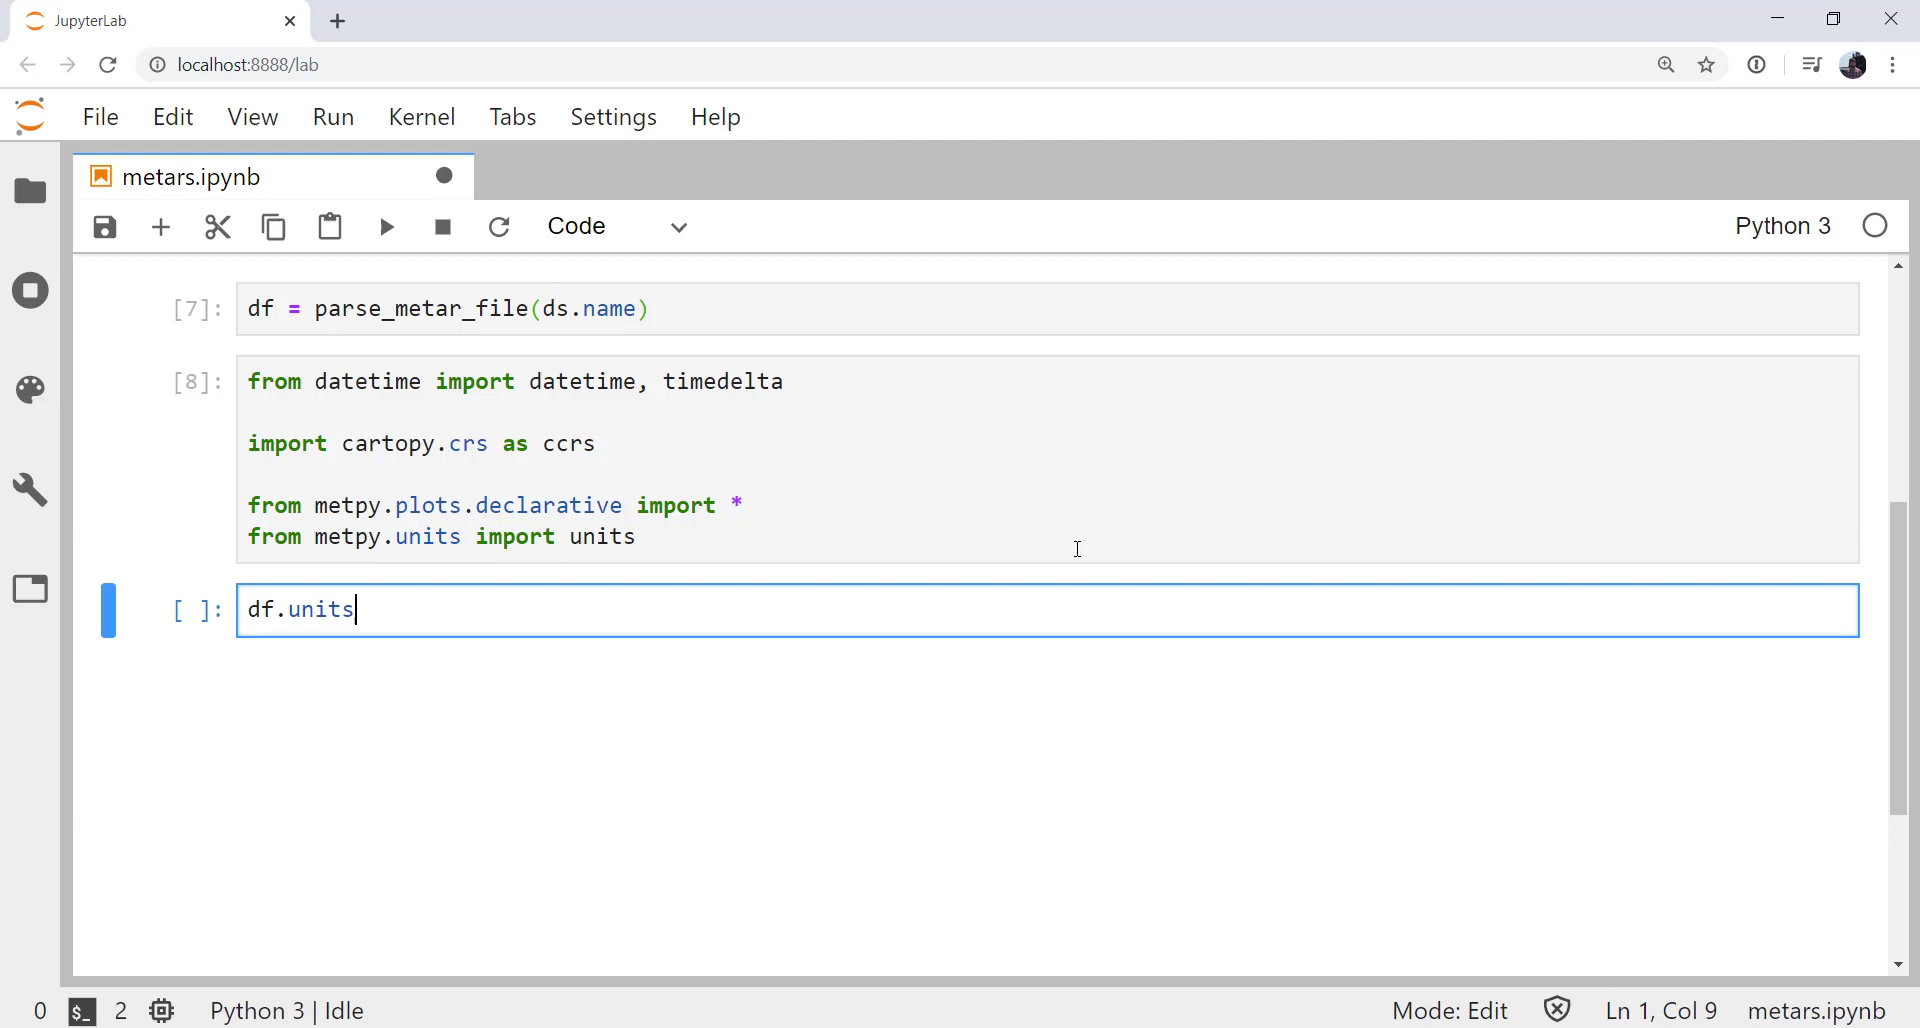 JupyterLab
localhost:8888/lab
File Edit View Run Kernel Tabs Settings Help
metars.ipynb
Code
Python 3
[7]: df = parse_metar_file(ds.name)
[8]: from datetime import datetime, timedelta
import cartopy.crs as ccrs
from metpy.plots.declarative import *
from metpy.units import units
[ ]: df.units
0 $_ 2 Python 3 | Idle Mode: Edit Ln 1, Col 9 metars.ipynb